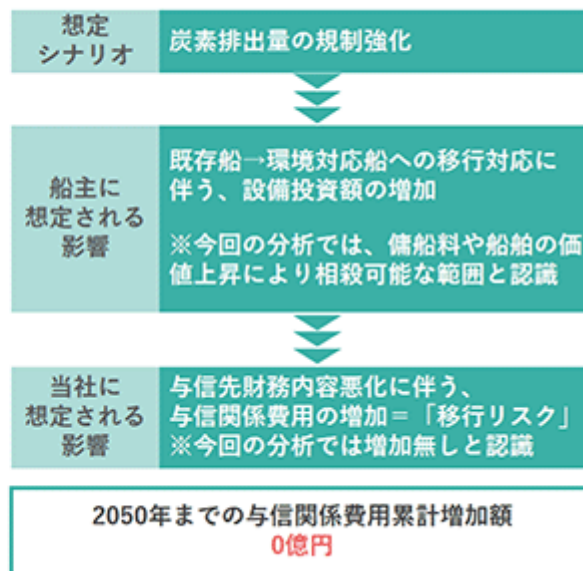 想定
シナリオ
炭素排出量の規制強化
船主に
想定される
影響
既存船→環境対応船への移行対応に
伴う、設備投資額の増加
※今回の分析では、傭船料や船舶の価
値上昇により相殺可能な範囲と認識
当社に
想定される
影響
与信先財務内容悪化に伴う、
与信関係費用の増加＝「移行リスク」
※今回の分析では増加無しと認識
2050年までの与信関係費用累計増加額
0億円